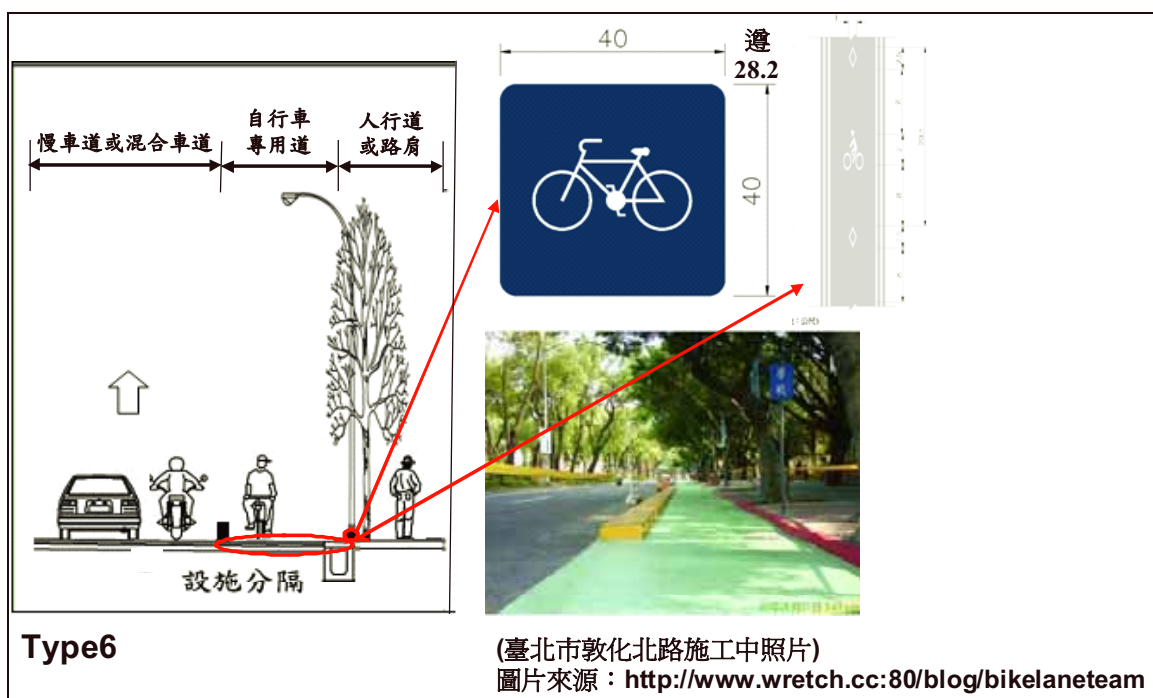 慢車道或混合車道
自行車
專用道
人行道
或路肩
設施分隔
Type6
40
遵
28.2
40
(臺北市敦化北路施工中照片)
圖片來源：http://www.wretch.cc:80/blog/bikelaneteam